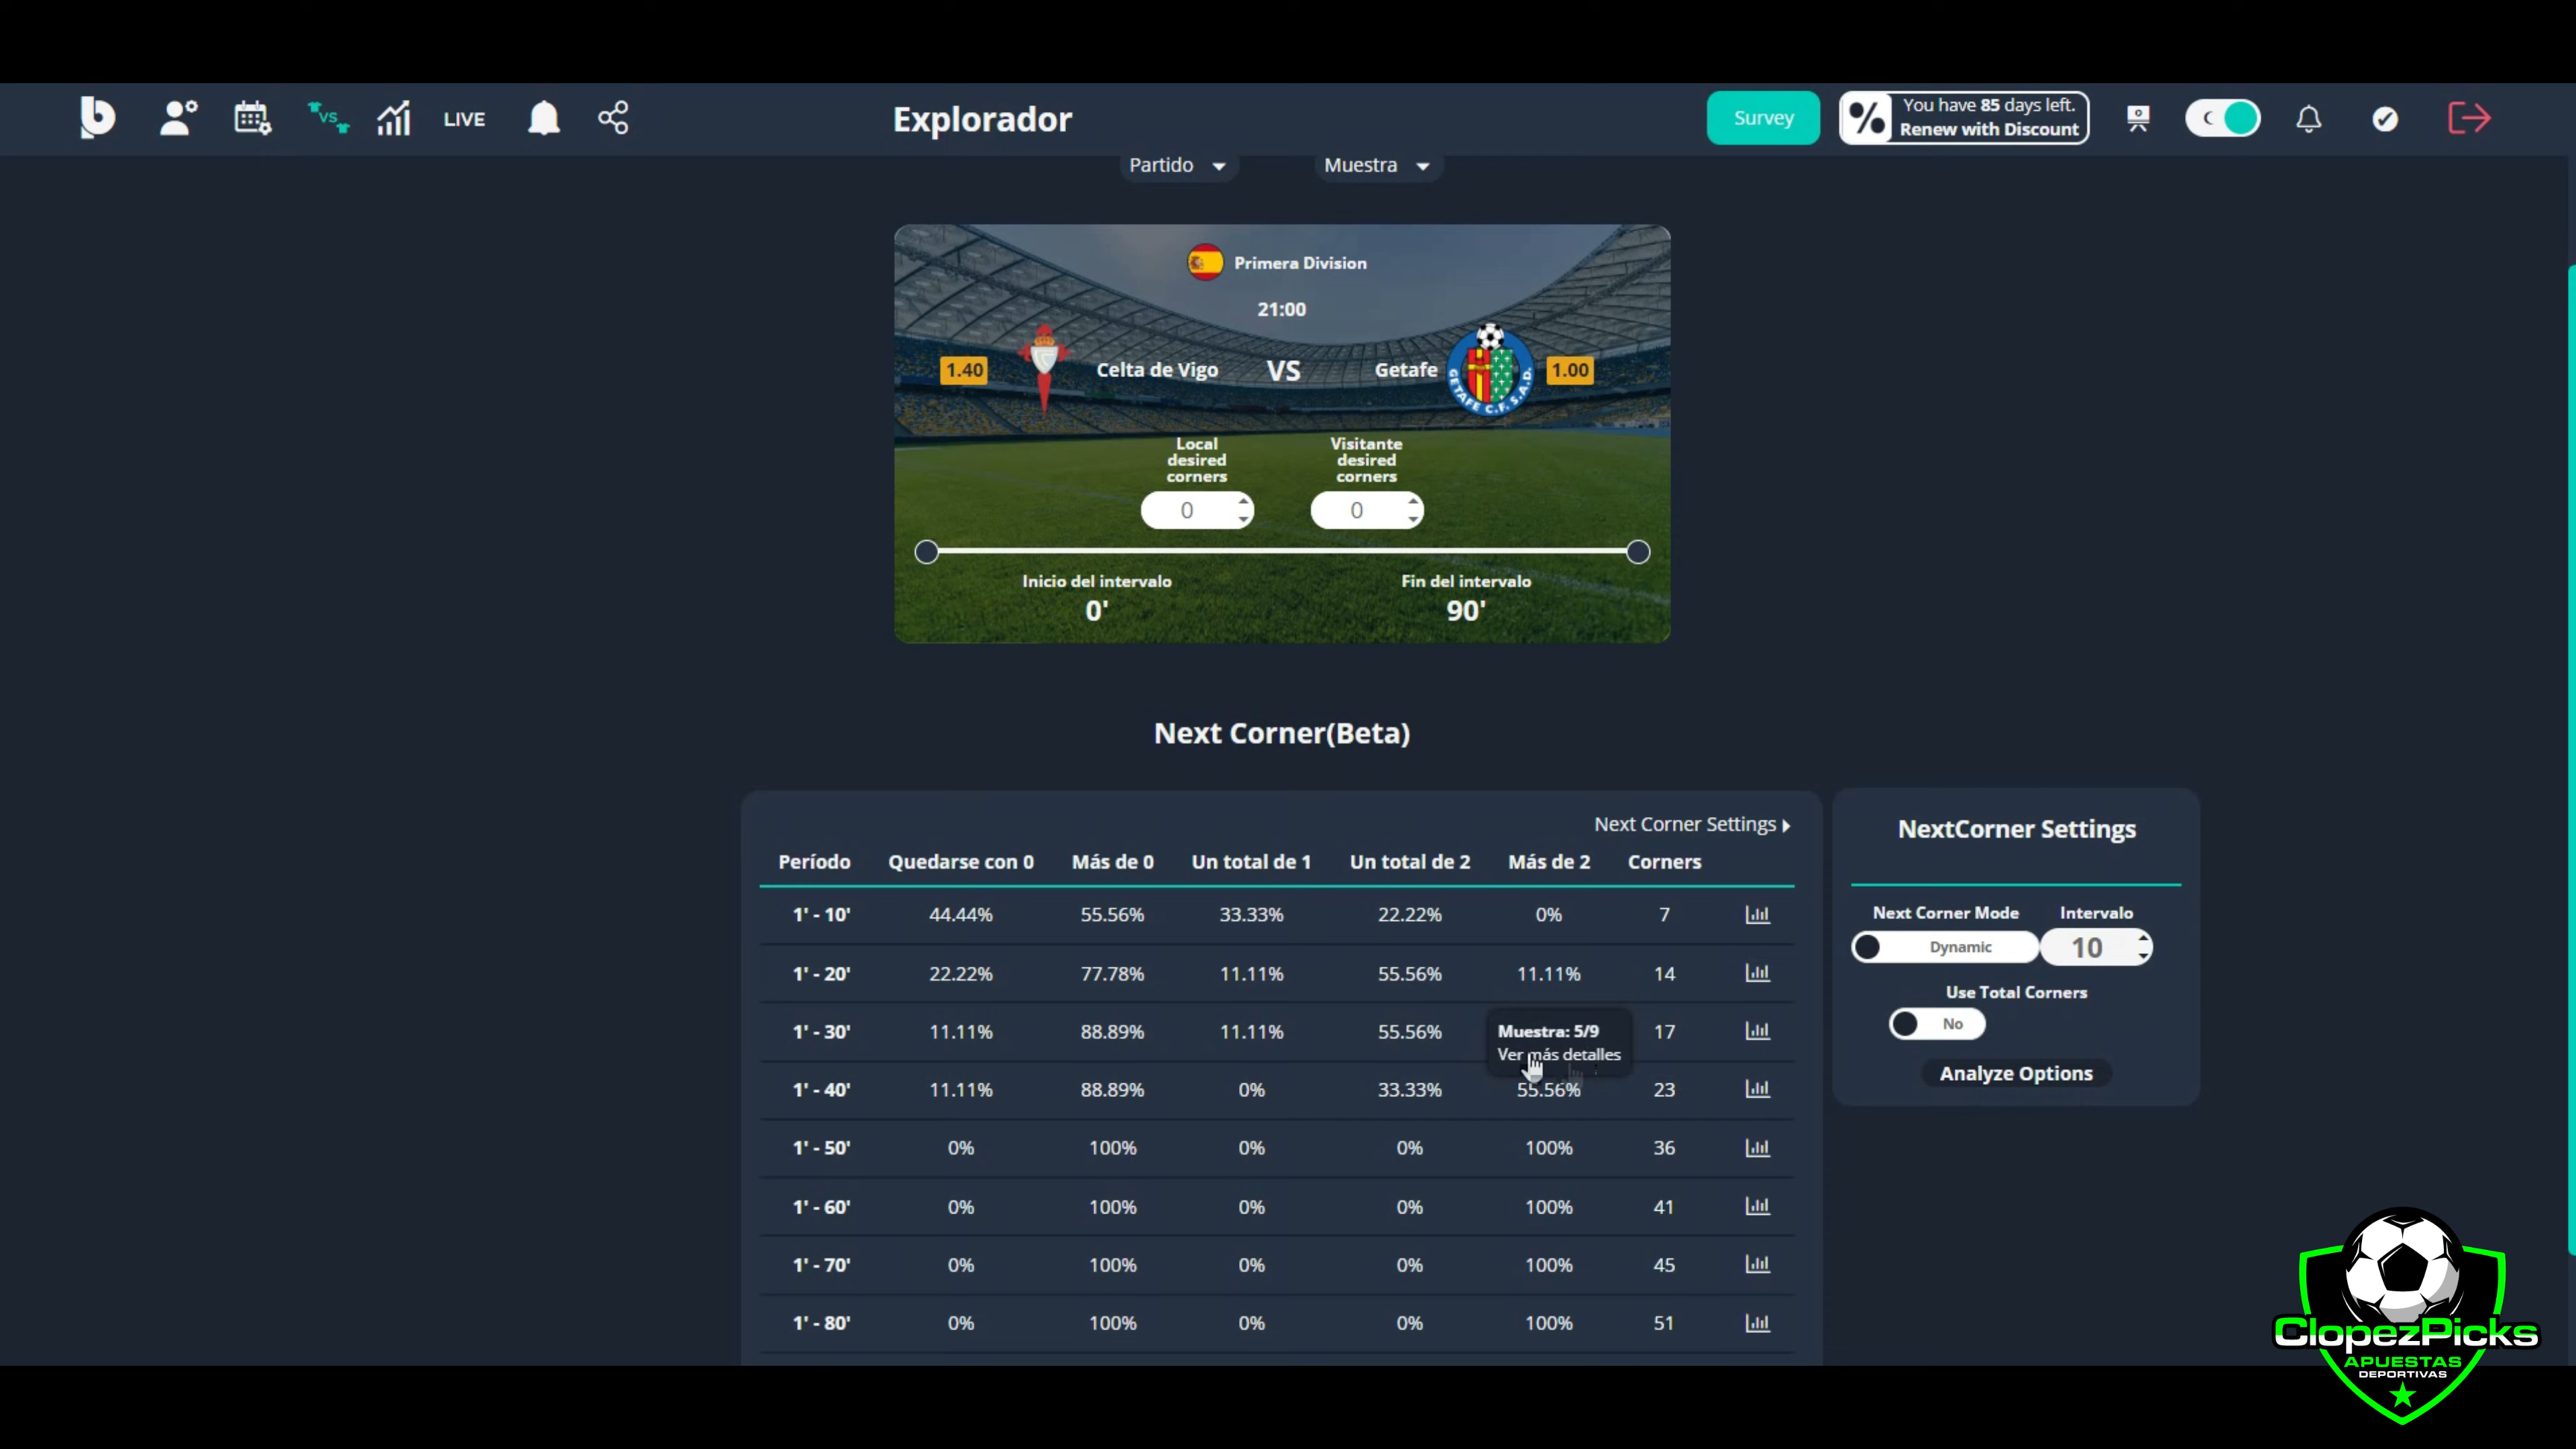 LIVE
Explorador
Survey
%
You have 85 days left.
Renew with Discount
Partido
Muestra
Primera Division
21:00
1.40
Celta de Vigo
VS
Getafe
GETAFE C.F. S.A.D.
1.00
Local desired corners
Visitante desired corners
0
0
Inicio del intervalo
Fin del intervalo
0'
90'
Next Corner(Beta)
Next Corner Settings
Período Quedarse con 0 Más de 0 Un total de 1 Un total de 2 Más de 2 Corners
1' - 10' 44.44% 55.56% 33.33% 22.22% 0% 7
1' - 20' 22.22% 77.78% 11.11% 55.56% 11.11% 14
1' - 30' 11.11% 88.89% 11.11% 55.56% 17
Muestra: 5/9
Ver más detalles
1' - 40' 11.11% 88.89% 0% 33.33% 55.56% 23
1' - 50' 0% 100% 0% 0% 100% 36
1' - 60' 0% 100% 0% 0% 100% 41
1' - 70' 0% 100% 0% 0% 100% 45
1' - 80' 0% 100% 0% 0% 100% 51
NextCorner Settings
Next Corner Mode
Intervalo
Dynamic
10
Use Total Corners
No
Analyze Options
ClopezPicks
APUESTAS
DEPORTIVAS